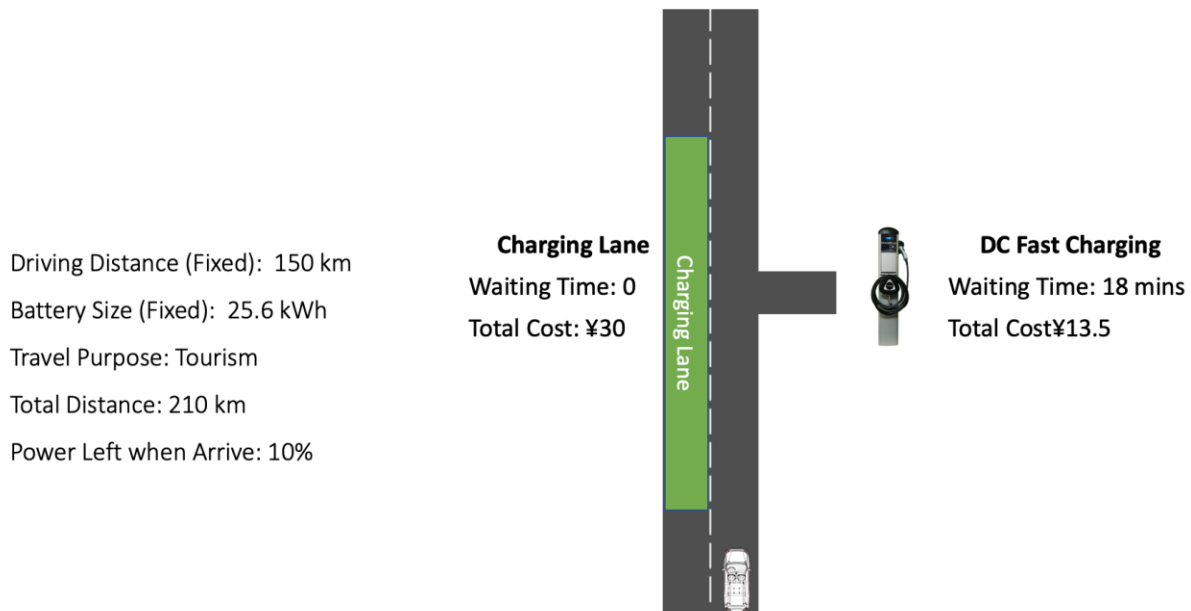 Driving Distance (Fixed): 150 km
Battery Size (Fixed): 25.6 kWh
Travel Purpose: Tourism
Total Distance: 210 km
Power Left when Arrive: 10%
Charging Lane
Waiting Time: 0
Total Cost: ¥30
Charging Lane
DC Fast Charging
Waiting Time: 18 mins
Total Cost¥13.5